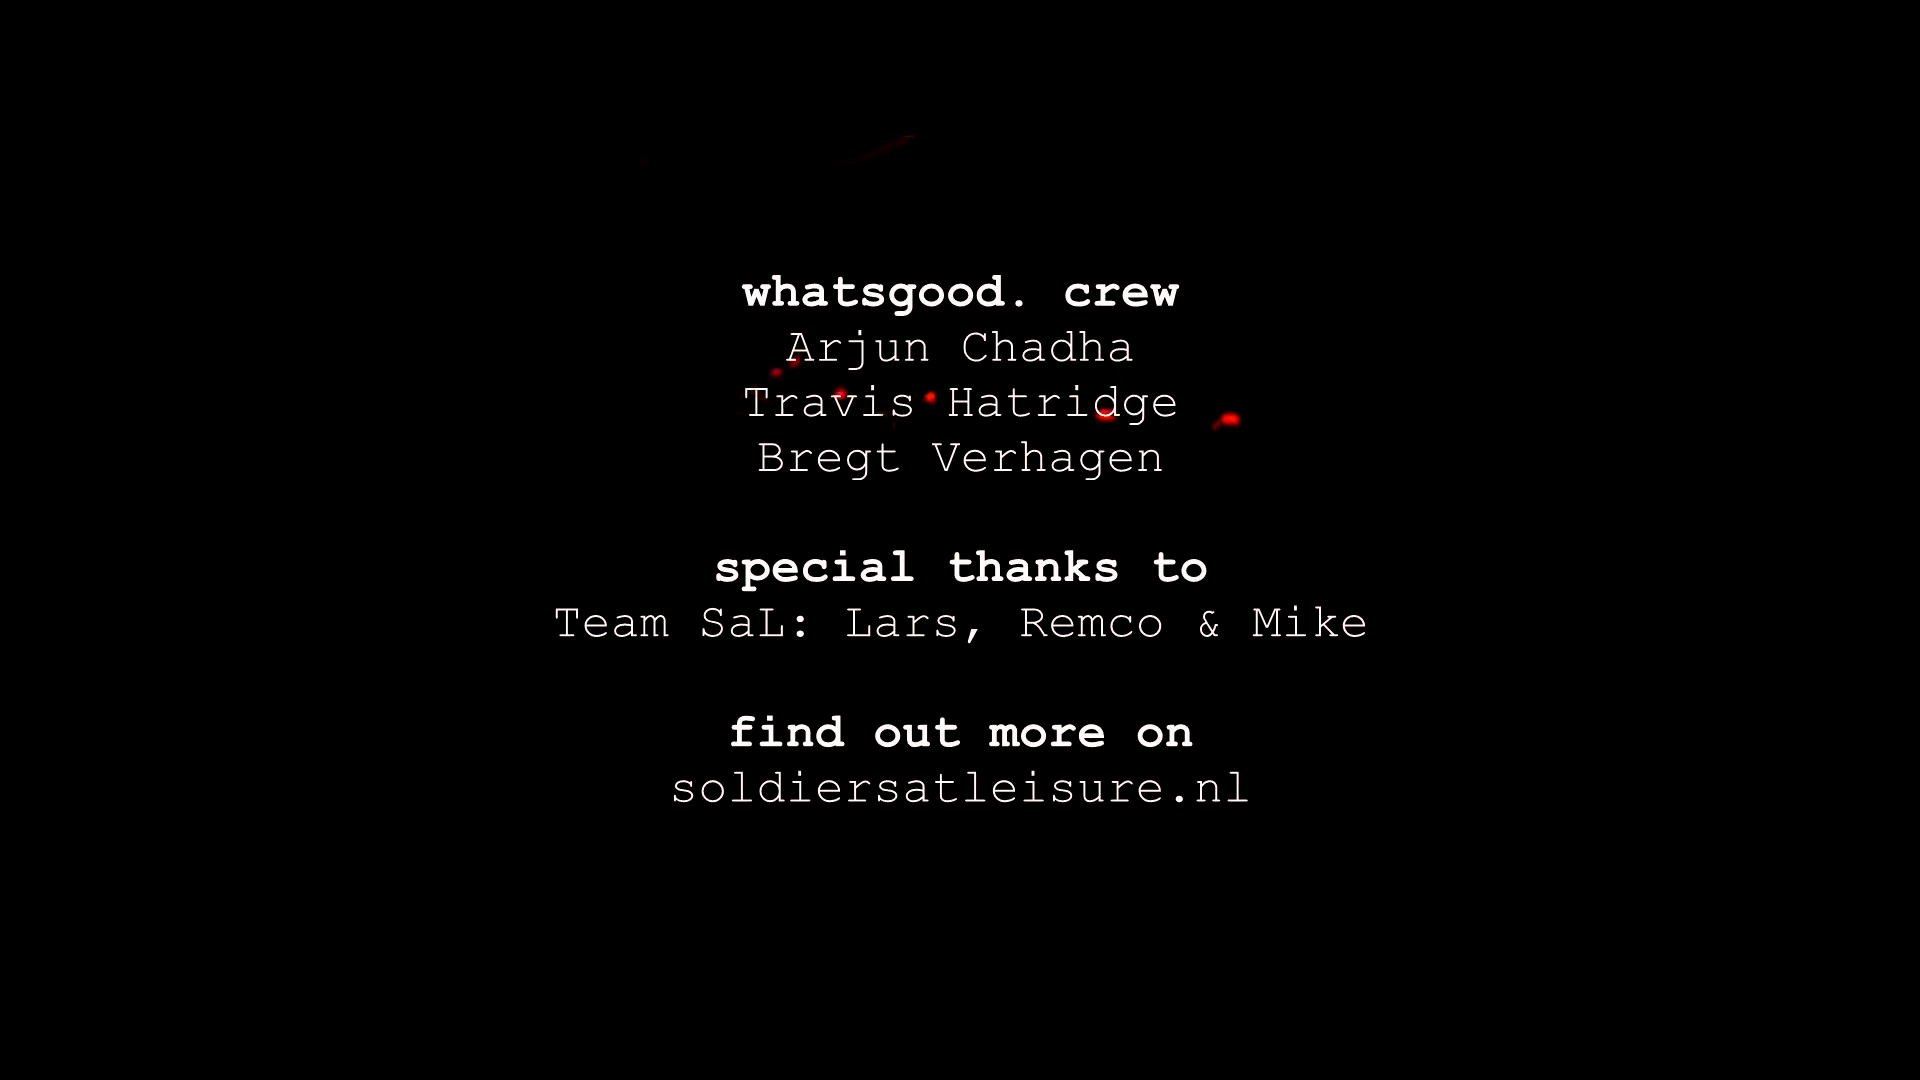 whatsgood. crew
Arjun Chadha
Travis Hatridge
Bregt Verhagen
special thanks to
Team SaL: Lars, Remco & Mike
find out more on
soldiersatleisure.nl